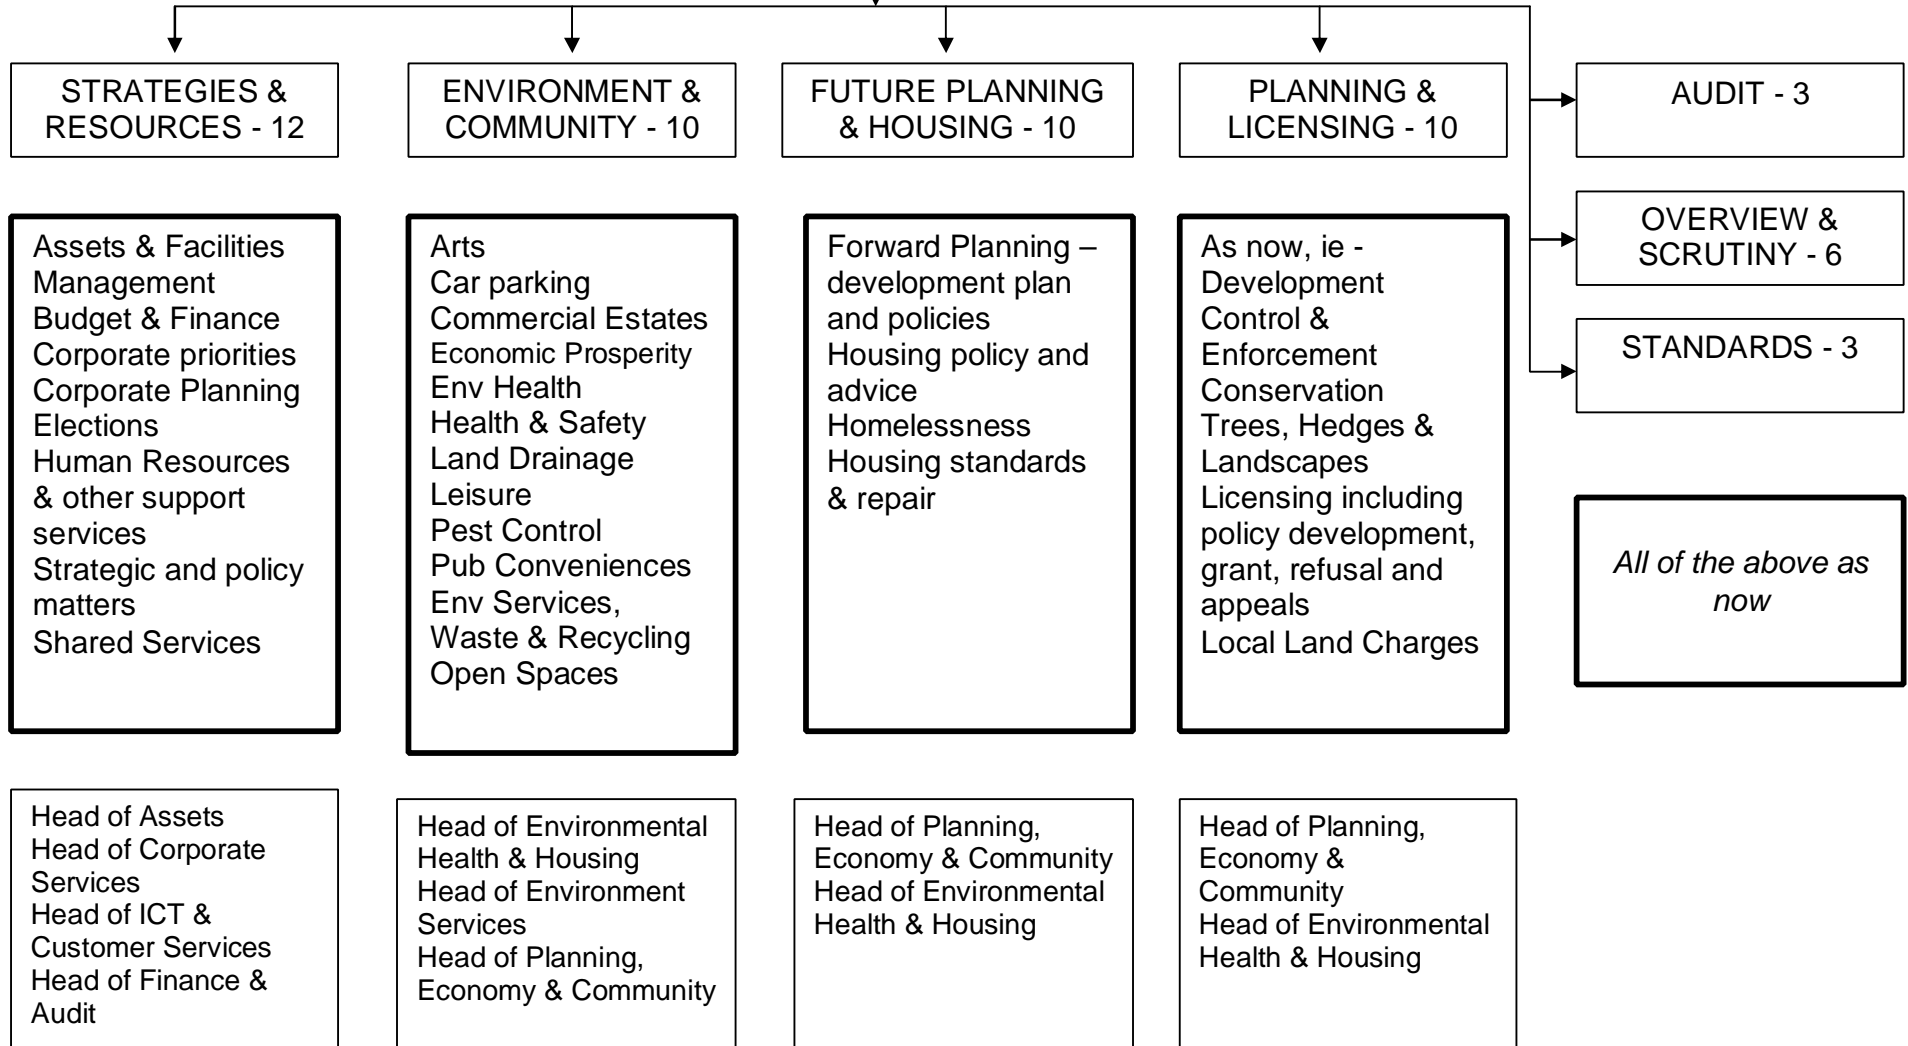 STRATEGIES &
RESOURCES - 12
ENVIRONMENT &
COMMUNITY - 10
FUTURE PLANNING
& HOUSING - 10
PLANNING &
LICENSING - 10
AUDIT - 3
OVERVIEW &
SCRUTINY - 6
STANDARDS - 3
Assets & Facilities
Management
Budget & Finance
Corporate priorities
Corporate Planning
Elections
Human Resources
& other support
services
Strategic and policy
matters
Shared Services
Arts
Car parking
Commercial Estates
Economic Prosperity
Env Health
Health & Safety
Land Drainage
Leisure
Pest Control
Pub Conveniences
Env Services,
Waste & Recycling
Open Spaces
Forward Planning –
development plan
and policies
Housing policy and
advice
Homelessness
Housing standards
& repair
As now, ie -
Development
Control &
Enforcement
Conservation
Trees, Hedges &
Landscapes
Licensing including
policy development,
grant, refusal and
appeals
Local Land Charges
All of the above as
now
Head of Assets
Head of Corporate
Services
Head of ICT &
Customer Services
Head of Finance &
Audit
Head of Environmental
Health & Housing
Head of Environment
Services
Head of Planning,
Economy & Community
Head of Planning,
Economy & Community
Head of Environmental
Health & Housing
Head of Planning,
Economy &
Community
Head of Environmental
Health & Housing